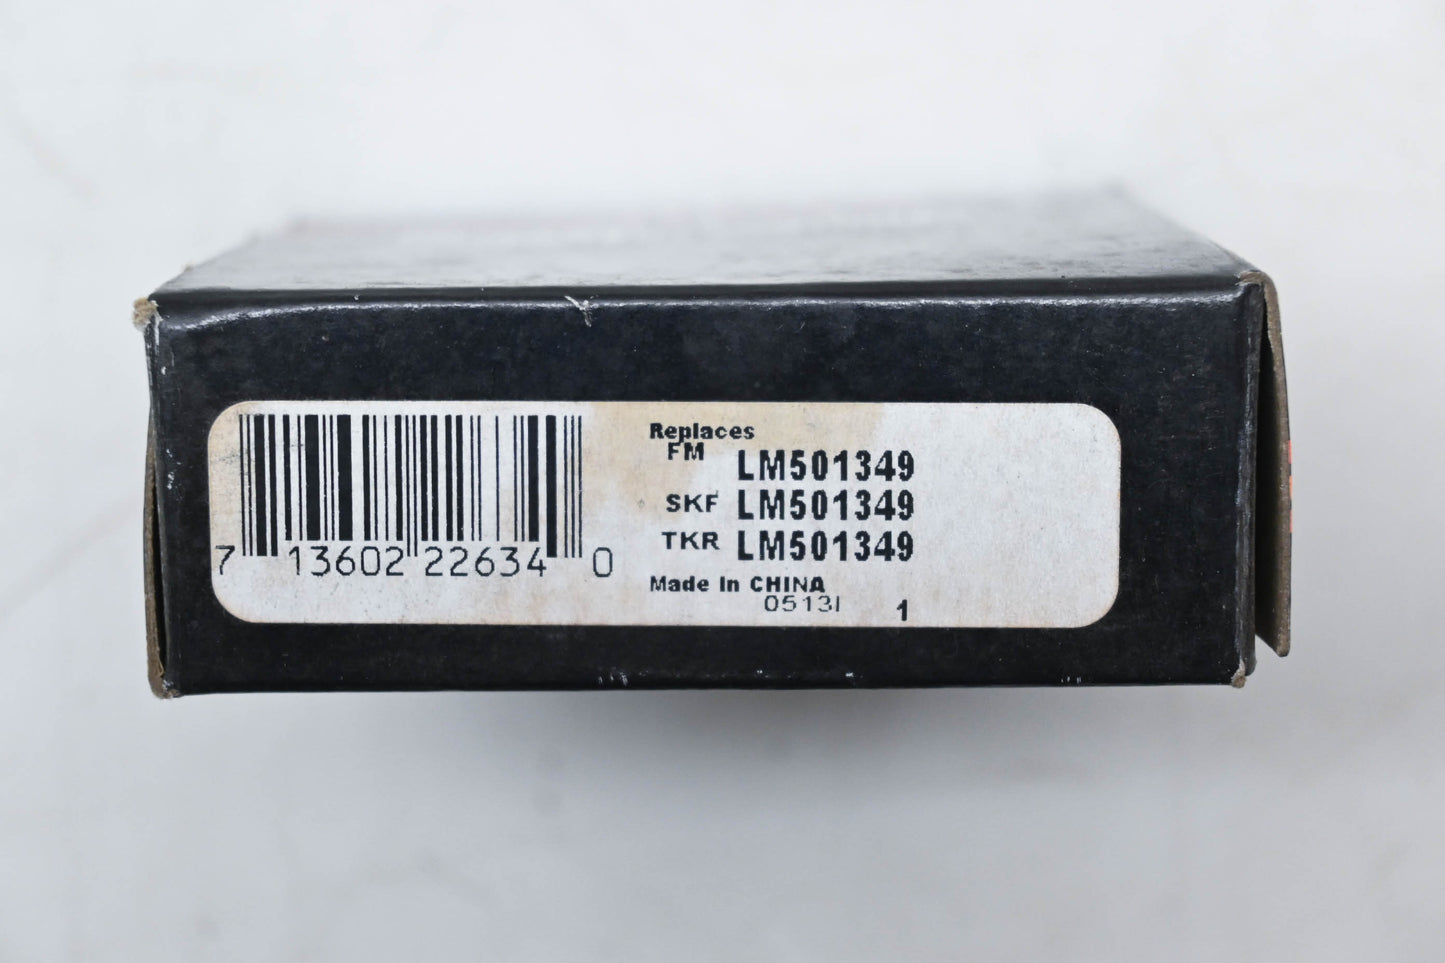 Replaces
FM LM501349
SKF LM501349
TKR LM501349
Made In CHINA
0513I 1
7 13602 22634 0